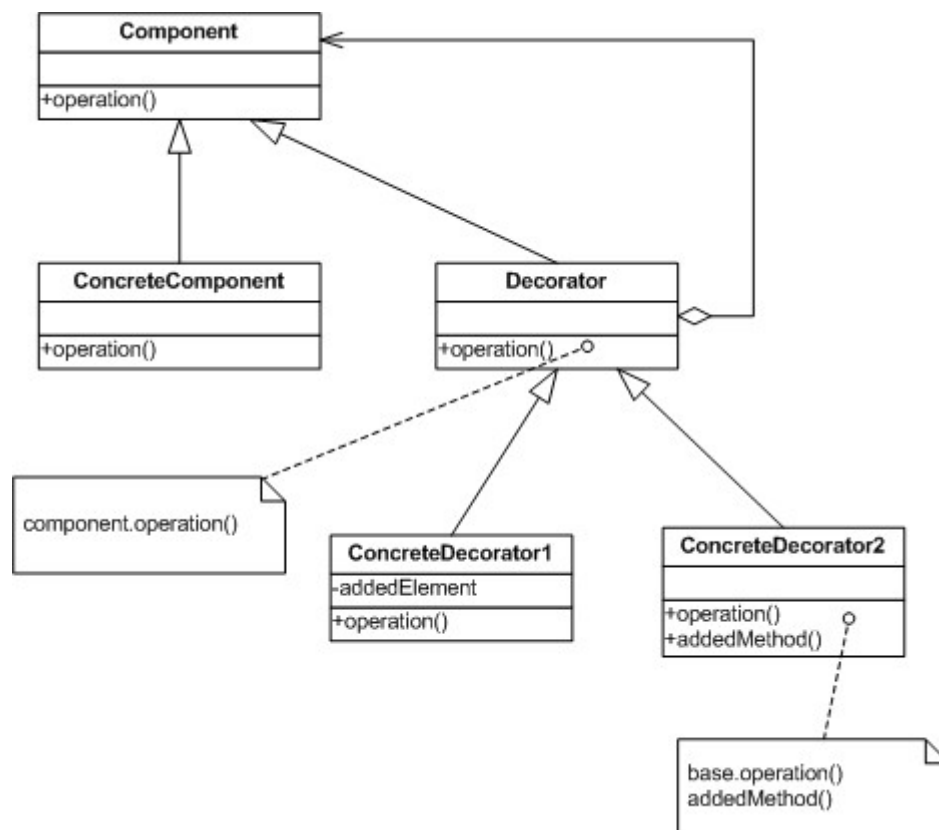 Component
+operation()
ConcreteComponent
+operation()
Decorator
+operation()
component.operation()
ConcreteDecorator1
-addedElement
+operation()
ConcreteDecorator2
+operation()
+addedMethod()
base.operation()
addedMethod()